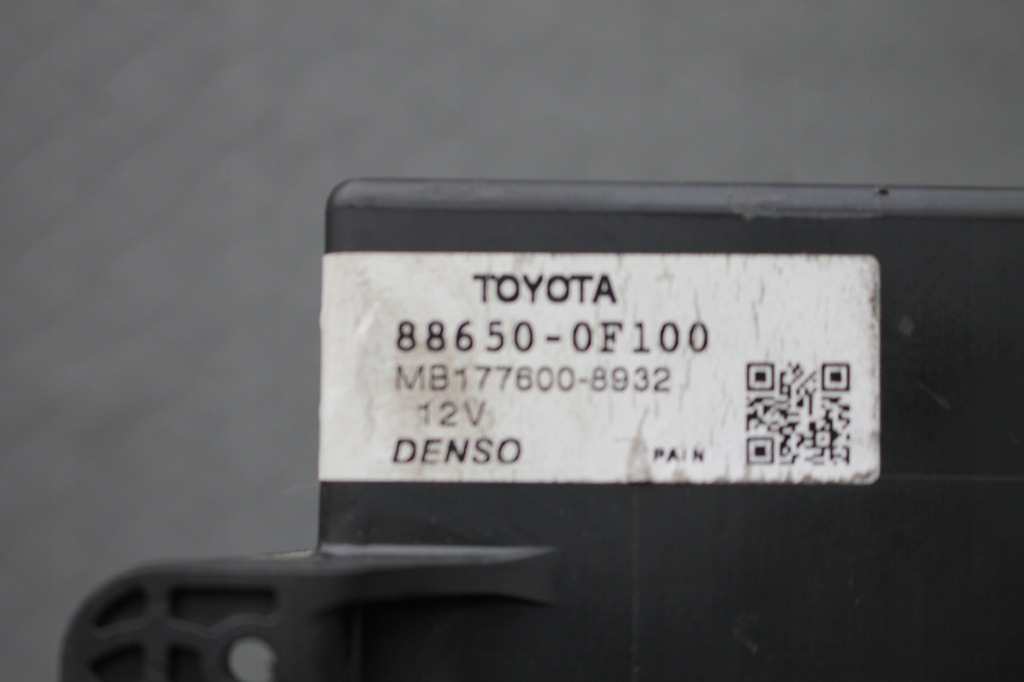 TOYOTA
88650-0F100
MB177600-8932
12V
DENSO PAIN